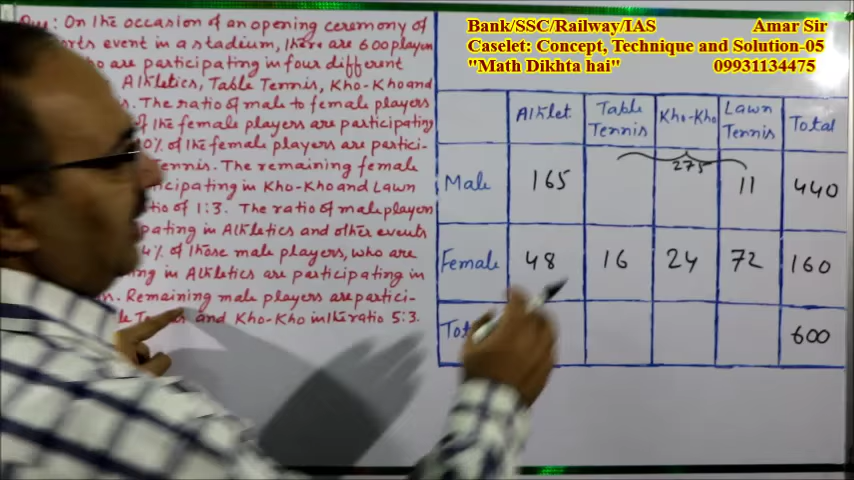 Bank/SSC/Railway/IAS Amar Sir
Caselet: Concept, Technique and Solution-05
"Math Dikhta hai" 09931134475
: On the occasion of an opening ceremony of
event in a stadium, there are 600 players
are participating in four different
Athletics, Table Tennis, Kho-Kho and
. The ratio of male to female players
of the female players are participating
0% of the female players are partici-
Tennis. The remaining female
in Kho-Kho and Lawn
of 1:3. The ratio of male players
in Athletics and other events
4% of those male players, who are
in Athletics are participating in
. Remaining male players are partici-
and Kho-Kho in the ratio 5:3.
Athlet. Table Tennis Kho-Kho Lawn Tennis Total
275
Male 165 11 440
Female 48 16 24 72 160
600